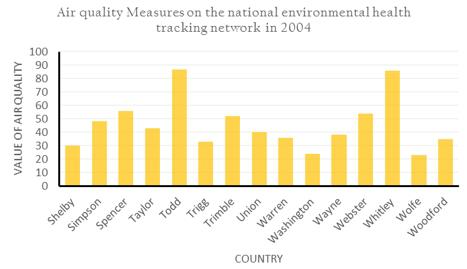 Air quality Measures on the national environmental health
tracking network in 2004
VALUE OF AIR QUALITY
100
90
80
70
60
50
40
30
20
10
0
Shelby
Simpson
Spencer
Taylor
Todd
Trigg
Trimble
Union
Warren
Washington
Wayne
Webster
Whitley
Wolfe
Woodford
COUNTRY